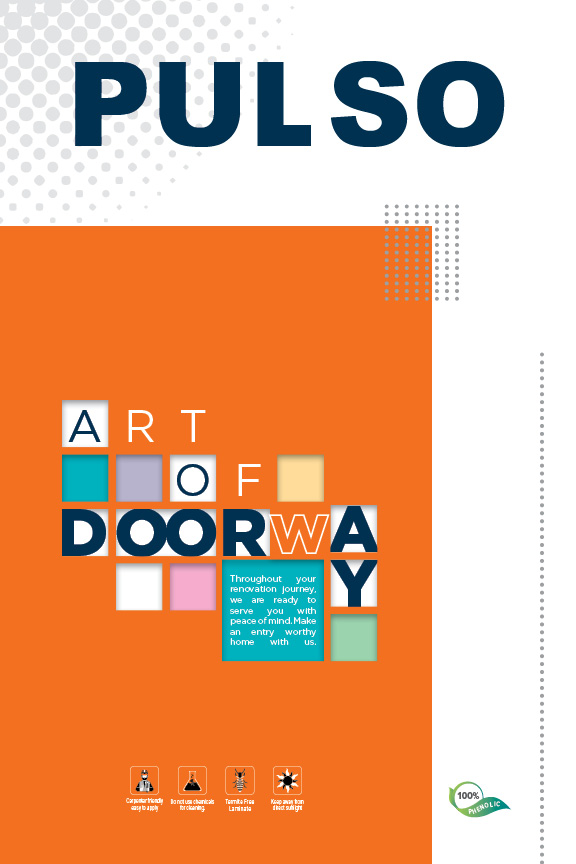 PULSO
ART
OF
DOORWAY
Throughout your
renovation journey,
we are ready to
serve you with
peace of mind. Make
an entry worthy
home with us.
Carpenter friendly
easy to apply
Do not use chemicals
for cleaning.
Termite Free
Laminate
Keep away from
direct sunlight
100%
PHENOLIC